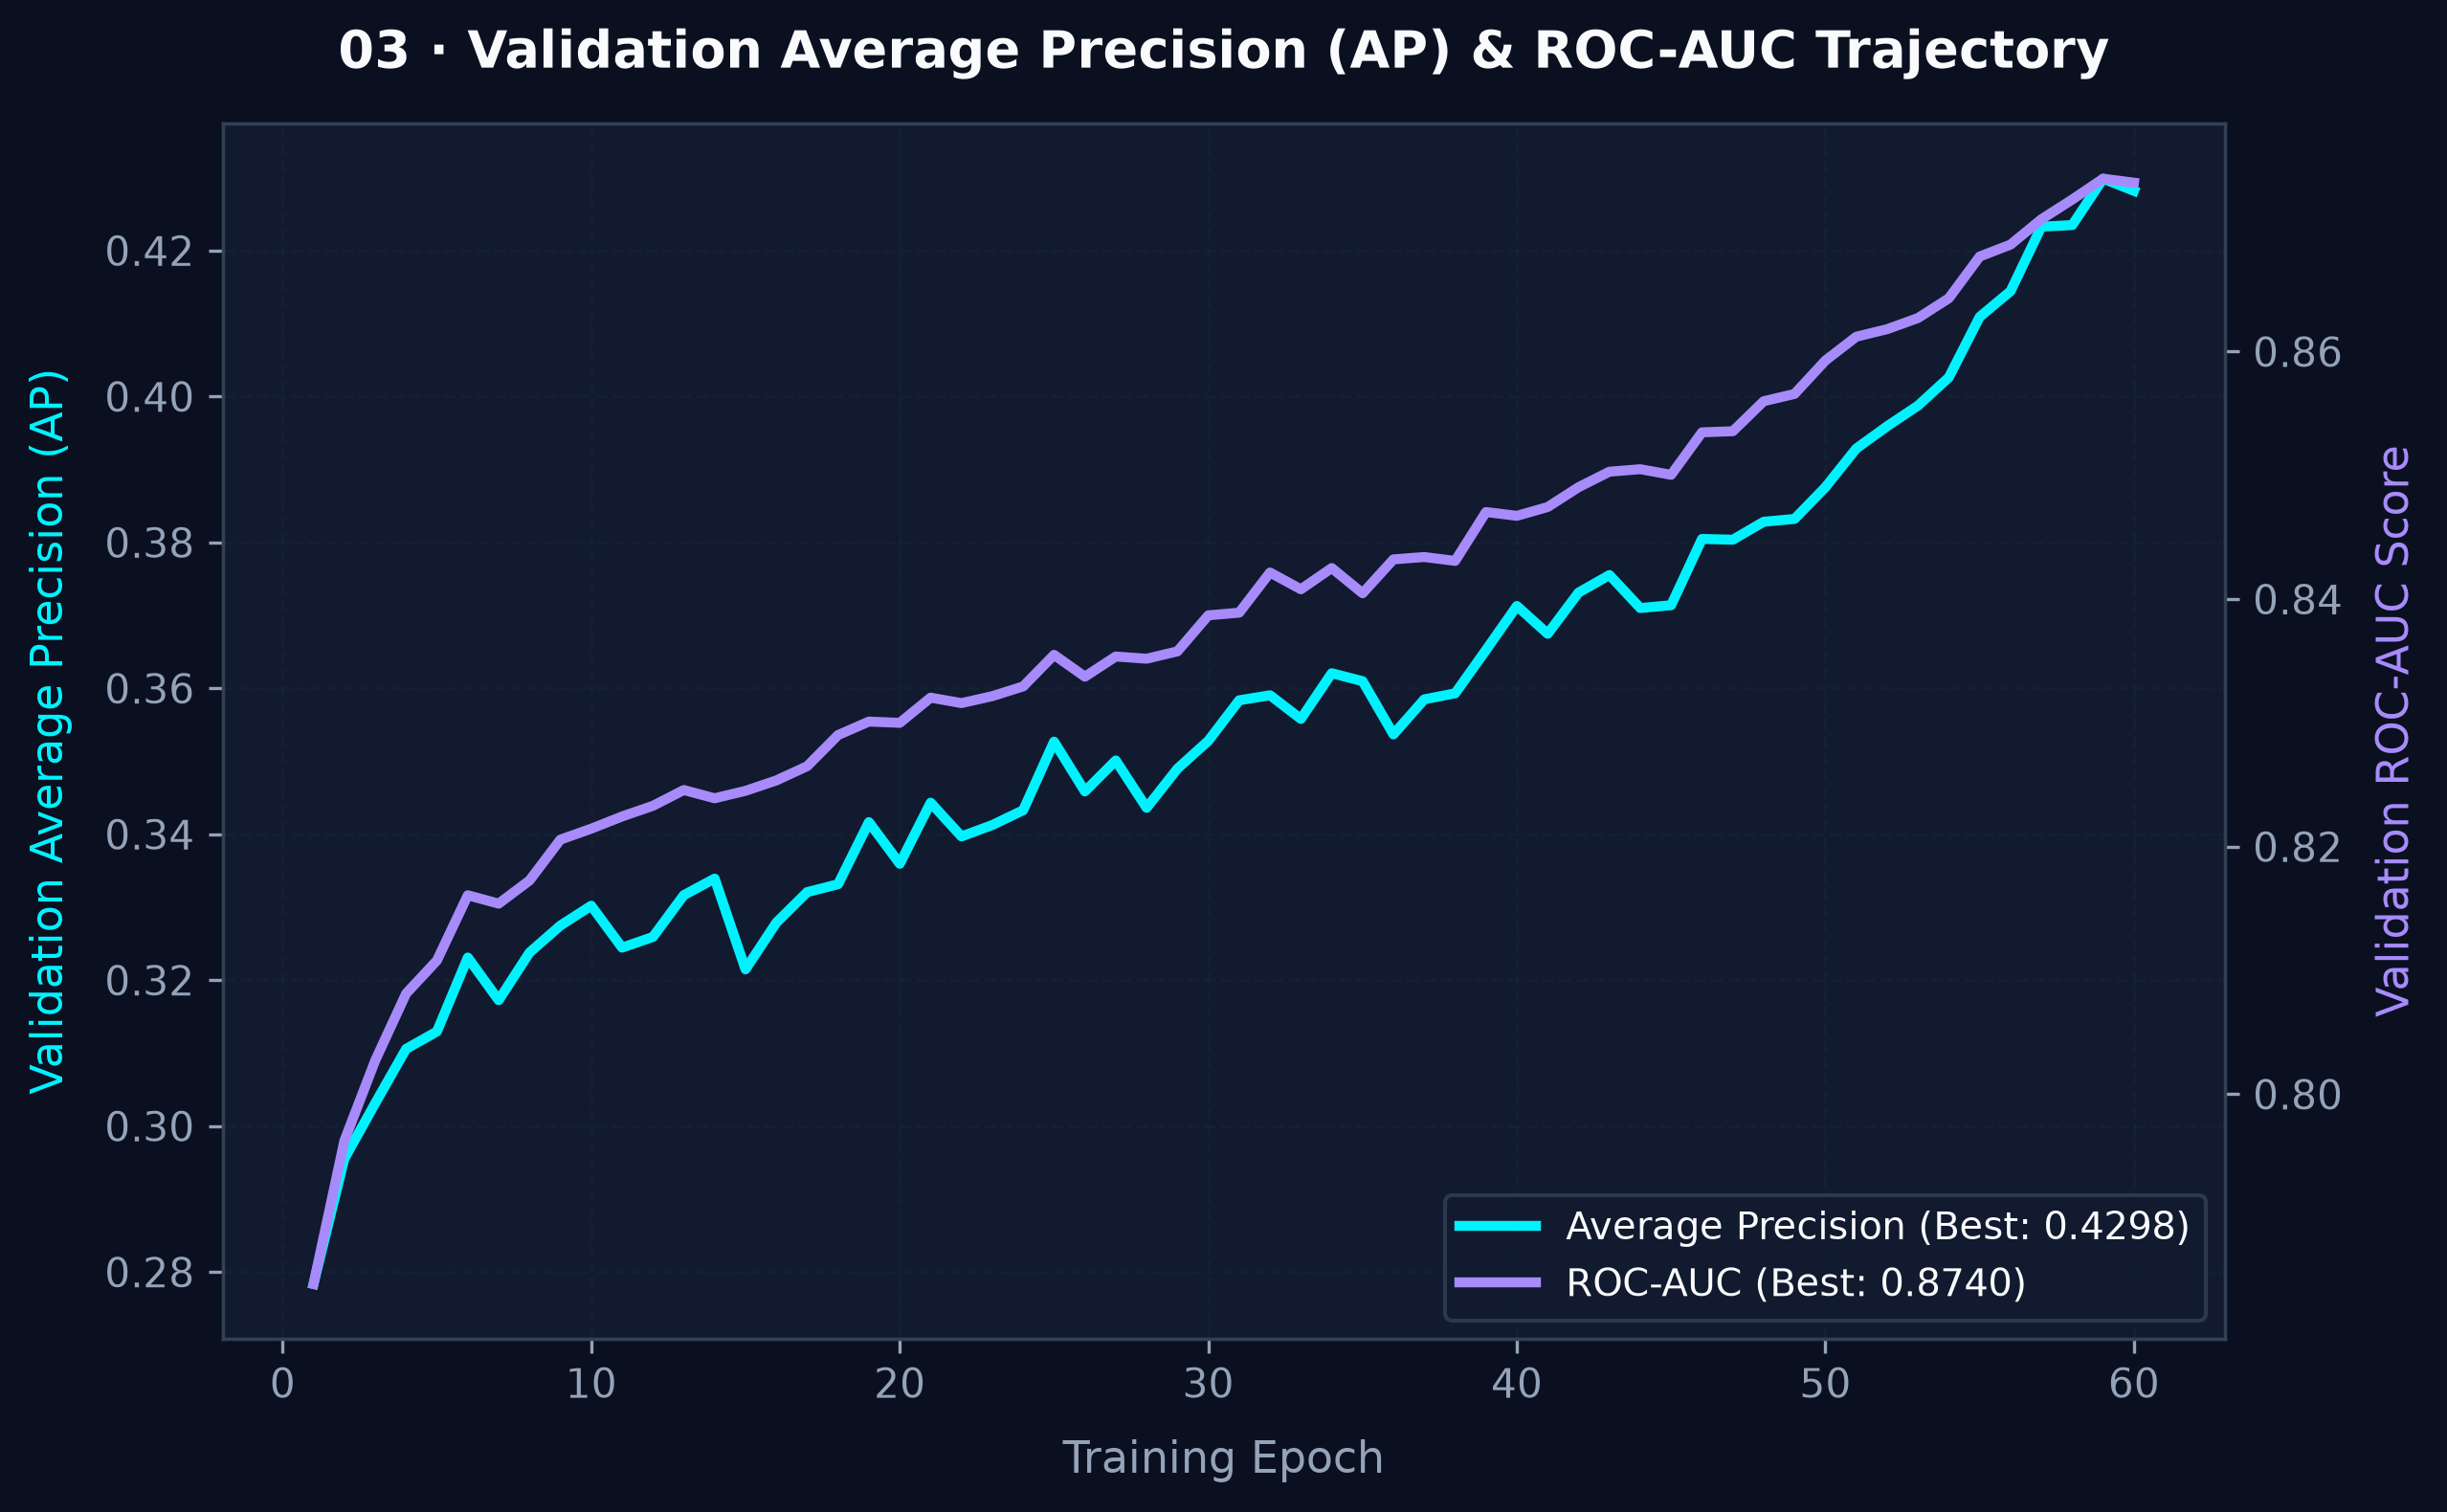 03 · Validation Average Precision (AP) & ROC-AUC Trajectory
Validation Average Precision (AP)
0.42
0.40
0.38
0.36
0.34
0.32
0.30
0.28
0.86
0.84
0.82
0.80
Validation ROC-AUC Score
Average Precision (Best: 0.4298)
ROC-AUC (Best: 0.8740)
0 10 20 30 40 50 60
Training Epoch